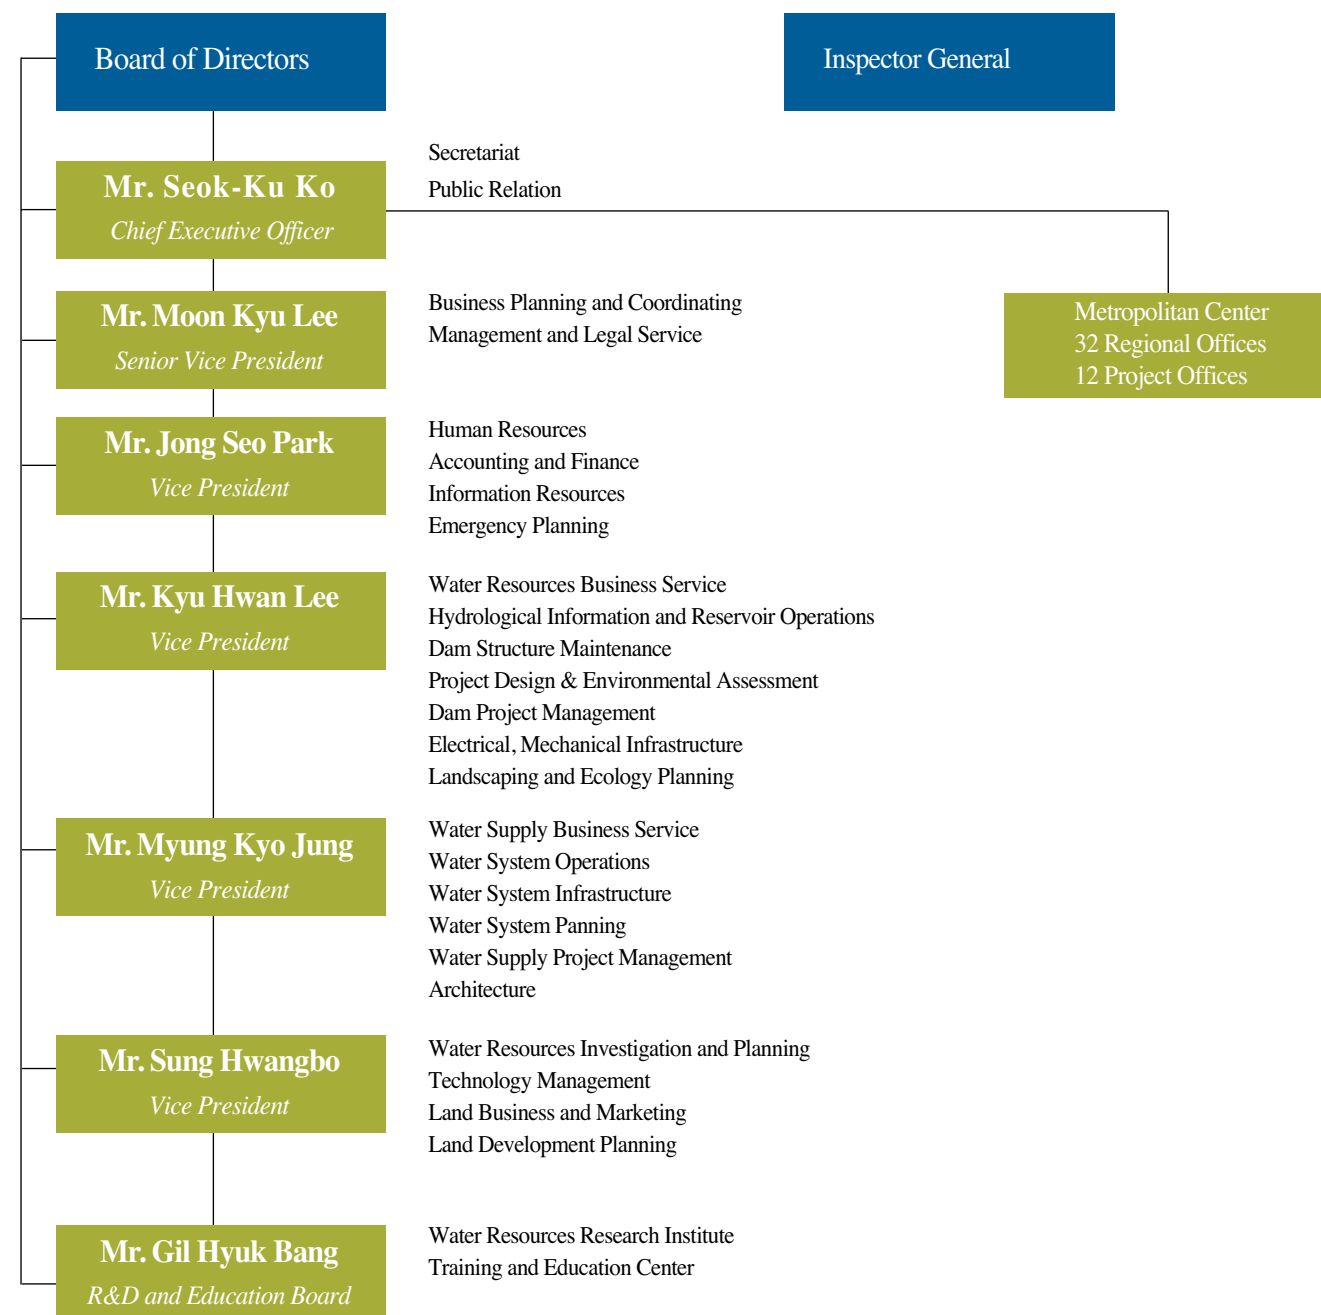 Board of Directors
Inspector General
Secretariat
Public Relation
Mr. Seok-Ku Ko
Chief Executive Officer
Mr. Moon Kyu Lee
Senior Vice President
Business Planning and Coordinating
Management and Legal Service
Metropolitan Center
32 Regional Offices
12 Project Offices
Mr. Jong Seo Park
Vice President
Human Resources
Accounting and Finance
Information Resources
Emergency Planning
Mr. Kyu Hwan Lee
Vice President
Water Resources Business Service
Hydrological Information and Reservoir Operations
Dam Structure Maintenance
Project Design & Environmental Assessment
Dam Project Management
Electrical, Mechanical Infrastructure
Landscaping and Ecology Planning
Mr. Myung Kyo Jung
Vice President
Water Supply Business Service
Water System Operations
Water System Infrastructure
Water System Panning
Water Supply Project Management
Architecture
Mr. Sung Hwangbo
Vice President
Water Resources Investigation and Planning
Technology Management
Land Business and Marketing
Land Development Planning
Mr. Gil Hyuk Bang
R&D and Education Board
Water Resources Research Institute
Training and Education Center